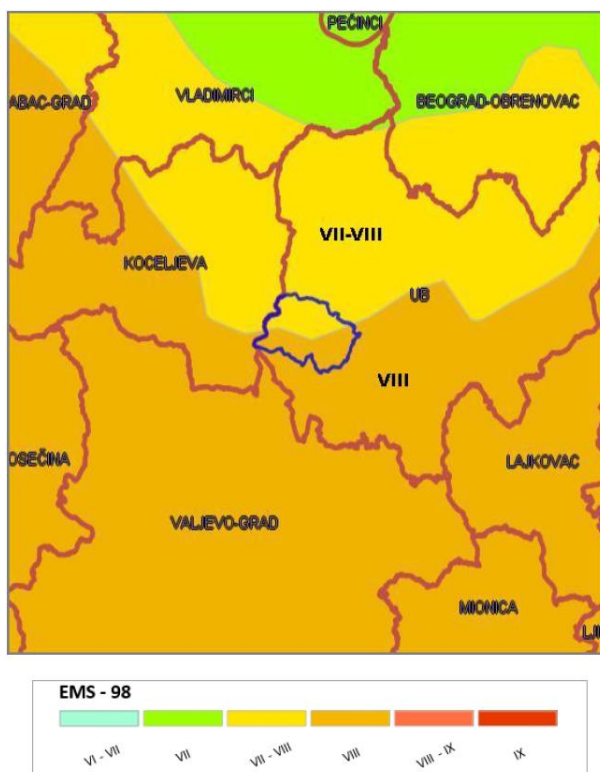 PEĆINCI
VLADIMIRCI
ABAC-GRAD
BEOGRAD-OBRENOVAC
VII-VIII
KOCELJEVA
UB
VIII
OSEČINA
LAJKOVAC
VALJEVO-GRAD
MIONICA
LJI
EMS - 98
VI - VII
VII
VII - VIII
VIII
VIII - IX
IX